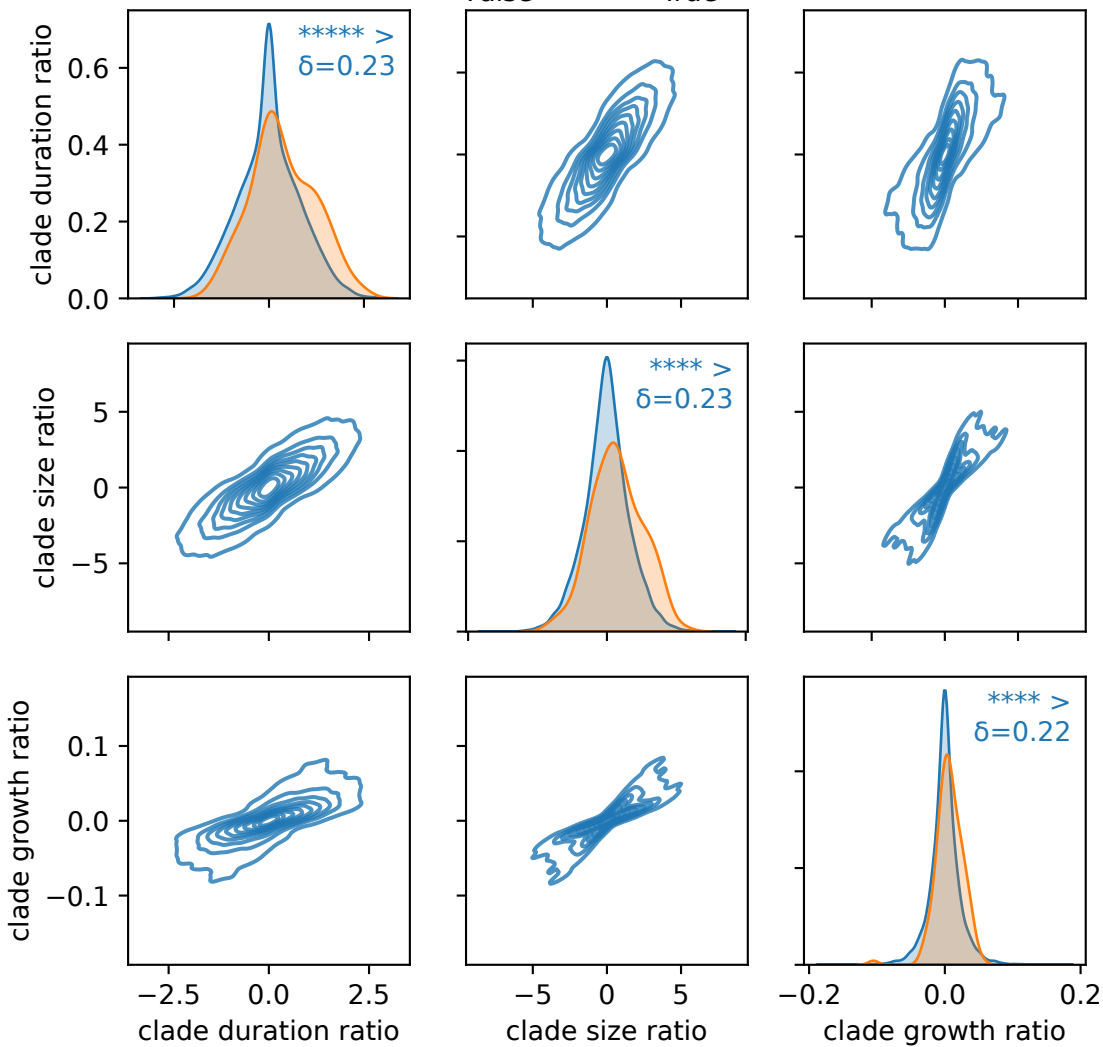 ***** >
δ=0.23
clade duration ratio
0.6
0.4
0.2
0.0
**** >
δ=0.23
clade size ratio
5
0
−5
**** >
δ=0.22
clade growth ratio
0.1
0.0
−0.1
−2.5 0.0 2.5
−5 0 5
−0.2 0.0 0.2
clade duration ratio
clade size ratio
clade growth ratio